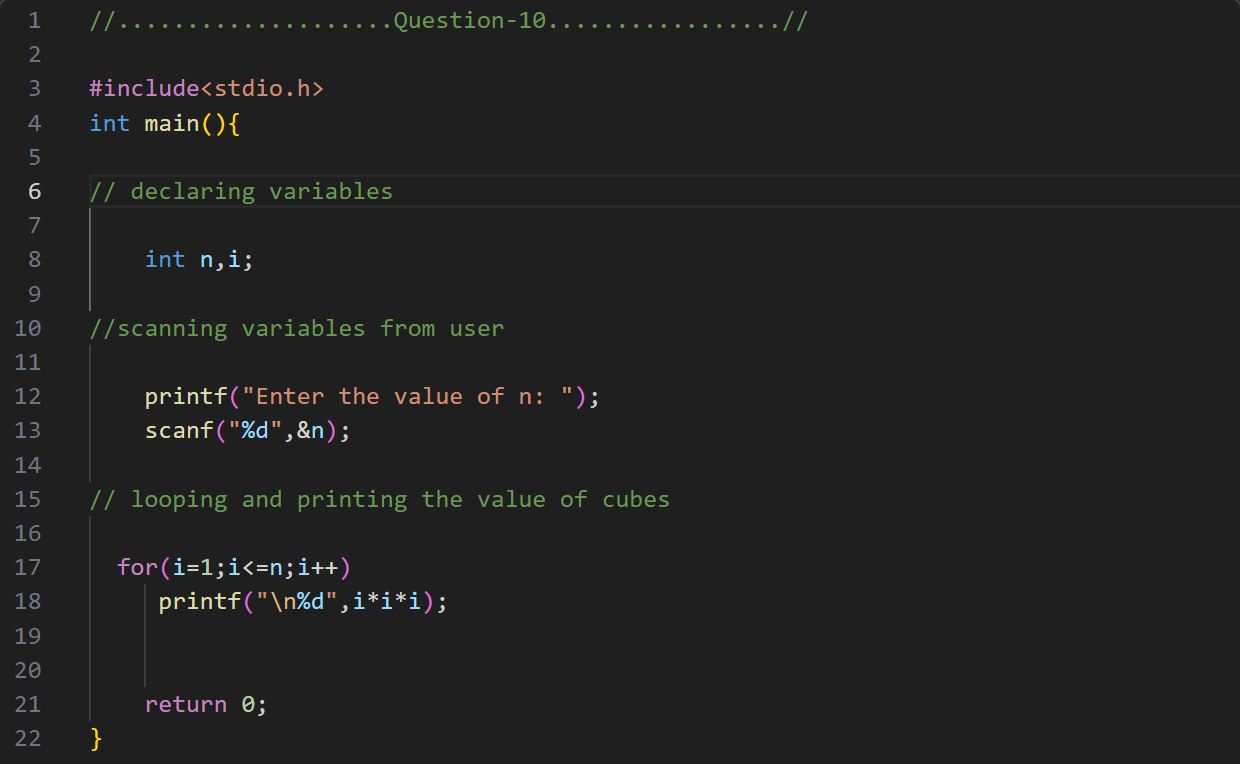 1 //....................Question-10.................//
2
3 #include<stdio.h>
4 int main(){
5
6 // declaring variables
7
8 int n,i;
9
10 //scanning variables from user
11
12 printf("Enter the value of n: ");
13 scanf("%d",&n);
14
15 // looping and printing the value of cubes
16
17 for(i=1;i<=n;i++)
18 printf("\n%d",i*i*i);
19
20
21 return 0;
22 }